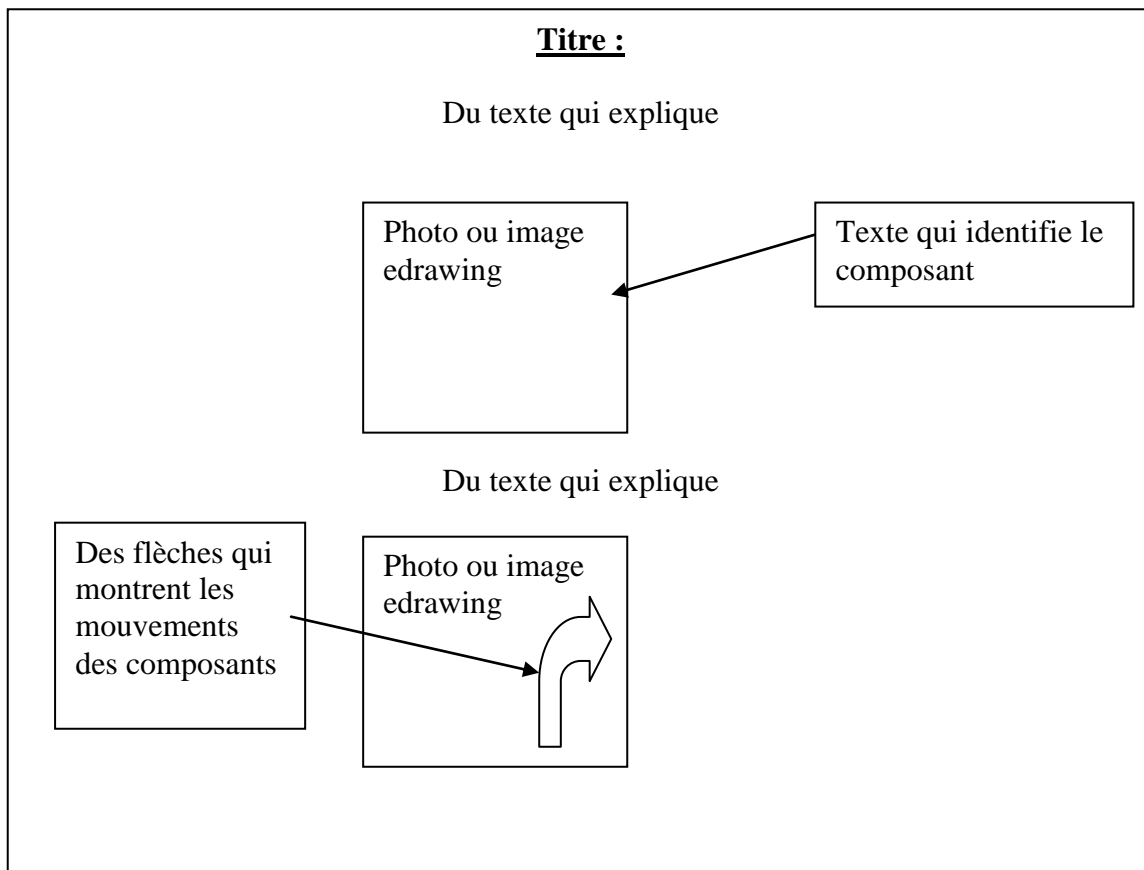 Titre :
Du texte qui explique
Photo ou image
edrawing
Texte qui identifie le
composant
Du texte qui explique
Des flèches qui
montrent les
mouvements
des composants
Photo ou image
edrawing